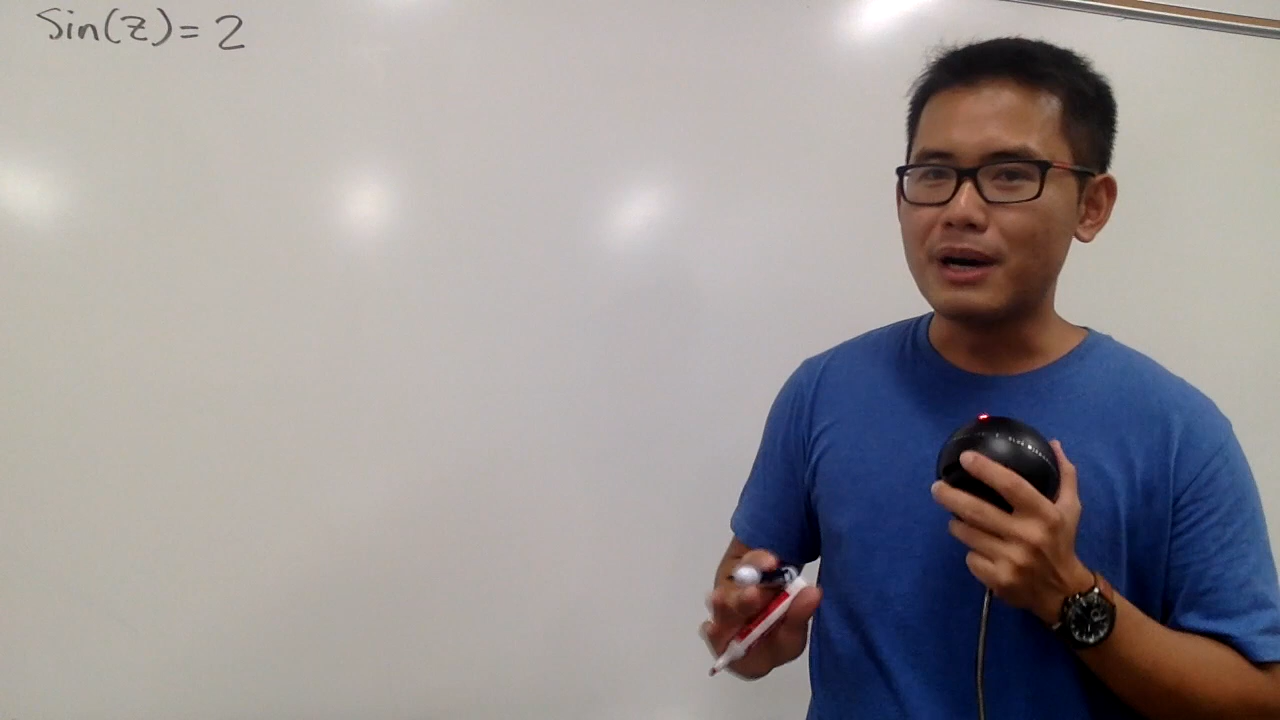 Sin(z) = 2